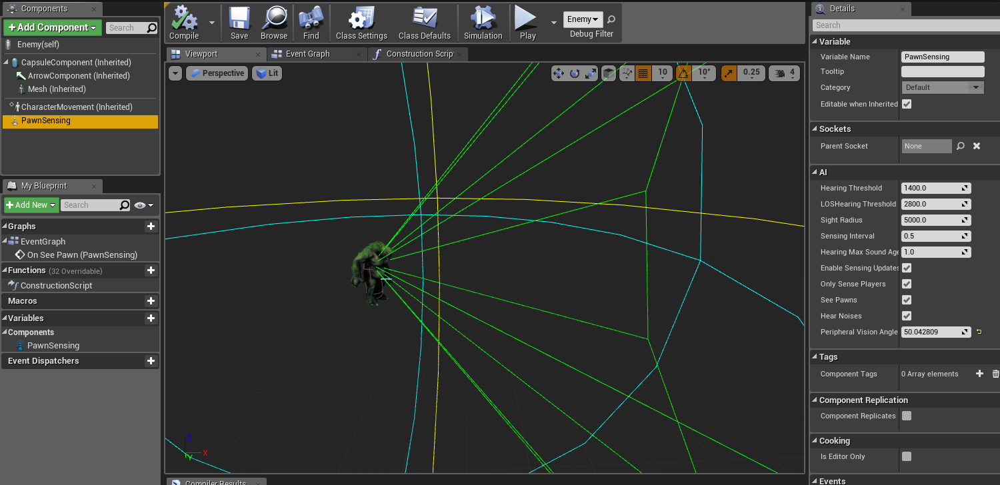 Components
+Add Component
Search
Enemy(self)
CapsuleComponent (Inherited)
ArrowComponent (Inherited)
Mesh (Inherited)
CharacterMovement (Inherited)
PawnSensing
My Blueprint
+Add New
Search
Graphs
EventGraph
On See Pawn (PawnSensing)
Functions (32 Overridable)
ConstructionScript
Macros
Variables
Components
PawnSensing
Event Dispatchers
Compile
Save
Browse
Find
Class Settings
Class Defaults
Simulation
Play
Enemy
Debug Filter
Viewport
Event Graph
Construction Scrip
Perspective
Lit
10
10°
0.25
4
Z
X
Y
Compiler Results
Details
Search
Variable
Variable Name PawnSensing
Tooltip
Category Default
Editable when Inherited
Sockets
Parent Socket None
AI
Hearing Threshold 1400.0
LOSHearing Threshold 2800.0
Sight Radius 5000.0
Sensing Interval 0.5
Hearing Max Sound Age 1.0
Enable Sensing Updates
Only Sense Players
See Pawns
Hear Noises
Peripheral Vision Angle 50.042809
Tags
Component Tags 0 Array elements
Component Replication
Component Replicates
Cooking
Is Editor Only
Events